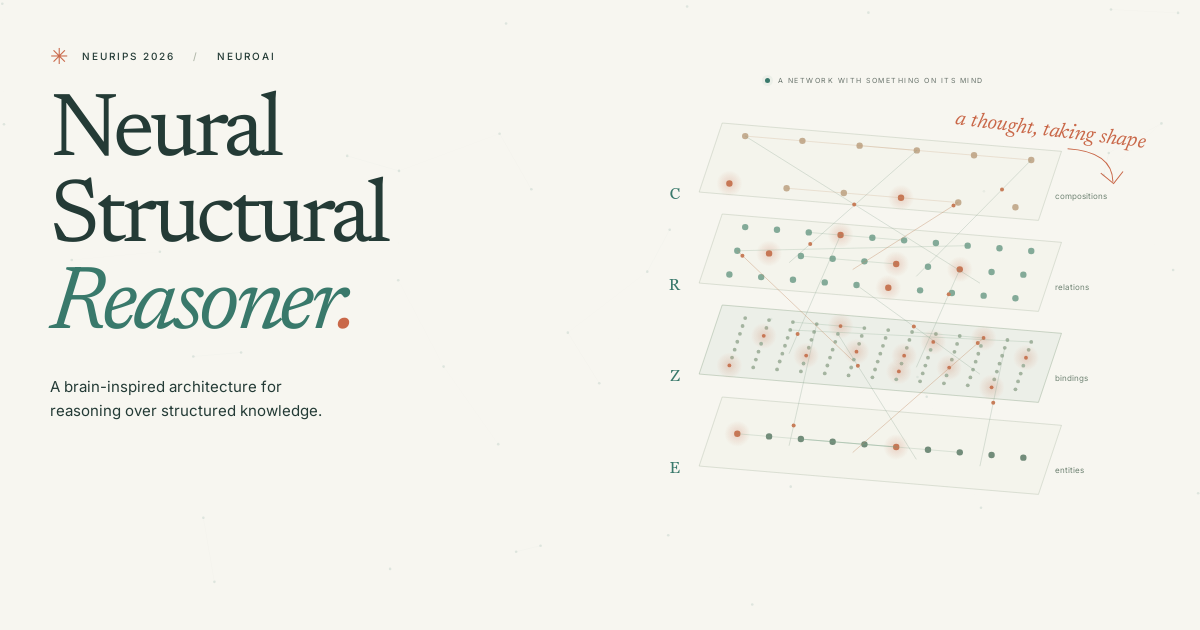 NEURIPS 2026 / NEUROAI
Neural
Structural
Reasoner.
A brain-inspired architecture for
reasoning over structured knowledge.
A NETWORK WITH SOMETHING ON ITS MIND
a thought, taking shape
C
compositions
R
relations
Z
bindings
E
entities